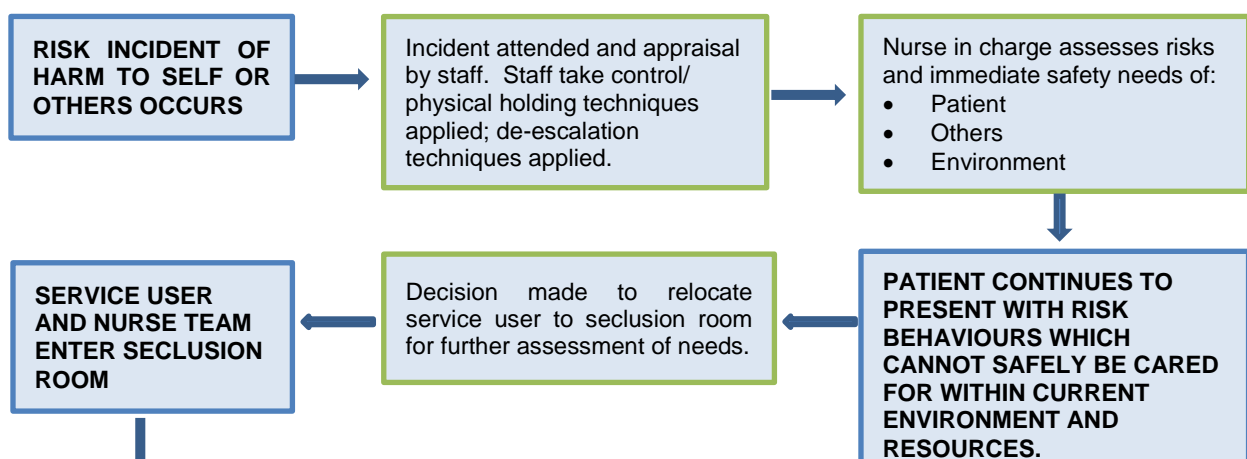 RISK INCIDENT OF
HARM TO SELF OR
OTHERS OCCURS
Incident attended and appraisal
by staff. Staff take control/
physical holding techniques
applied; de-escalation
techniques applied.
Nurse in charge assesses risks
and immediate safety needs of:
• Patient
• Others
• Environment
PATIENT CONTINUES TO
PRESENT WITH RISK
BEHAVIOURS WHICH
CANNOT SAFELY BE CARED
FOR WITHIN CURRENT
ENVIRONMENT AND
RESOURCES.
Decision made to relocate
service user to seclusion room
for further assessment of needs.
SERVICE USER
AND NURSE TEAM
ENTER SECLUSION
ROOM